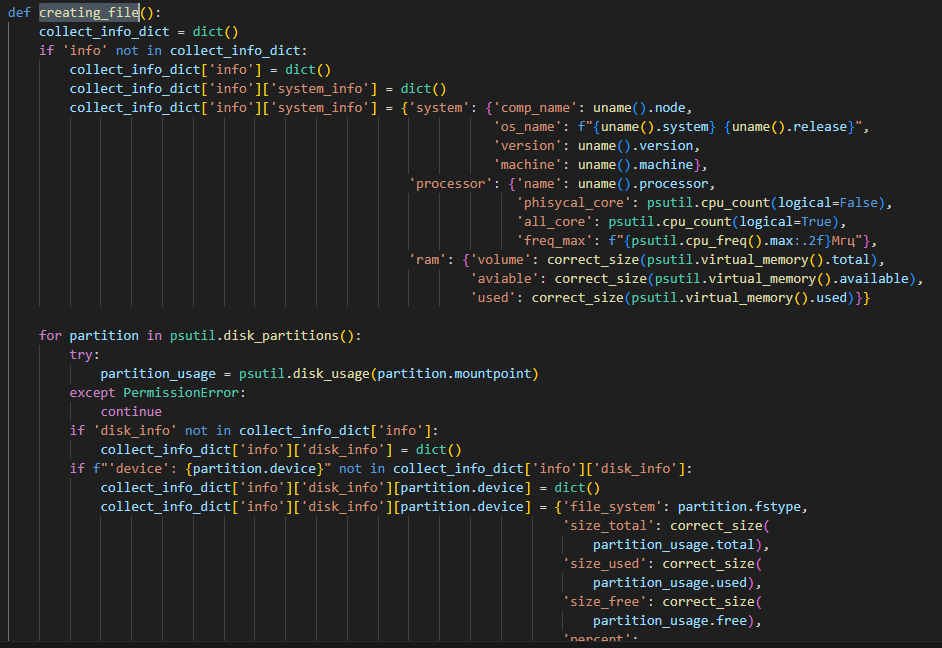 def creating_file():
    collect_info_dict = dict()
    if 'info' not in collect_info_dict:
        collect_info_dict['info'] = dict()
        collect_info_dict['info']['system_info'] = dict()
        collect_info_dict['info']['system_info'] = {'system': {'comp_name': uname().node,
                                                               'os_name': f"{uname().system} {uname().release}",
                                                               'version': uname().version,
                                                               'machine': uname().machine},
                                                    'processor': {'name': uname().processor,
                                                                  'phisycal_core': psutil.cpu_count(logical=False),
                                                                  'all_core': psutil.cpu_count(logical=True),
                                                                  'freq_max': f"{psutil.cpu_freq().max:.2f}Мгц"},
                                                    'ram': {'volume': correct_size(psutil.virtual_memory().total),
                                                            'aviable': correct_size(psutil.virtual_memory().available),
                                                            'used': correct_size(psutil.virtual_memory().used)}}
    for partition in psutil.disk_partitions():
        try:
            partition_usage = psutil.disk_usage(partition.mountpoint)
        except PermissionError:
            continue
        if 'disk_info' not in collect_info_dict['info']:
            collect_info_dict['info']['disk_info'] = dict()
        if f"'device': {partition.device}" not in collect_info_dict['info']['disk_info']:
            collect_info_dict['info']['disk_info'][partition.device] = dict()
            collect_info_dict['info']['disk_info'][partition.device] = {'file_system': partition.fstype,
                                                                        'size_total': correct_size(
                                                                            partition_usage.total),
                                                                        'size_used': correct_size(
                                                                            partition_usage.used),
                                                                        'size_free': correct_size(
                                                                            partition_usage.free),
                                                                        'percent':